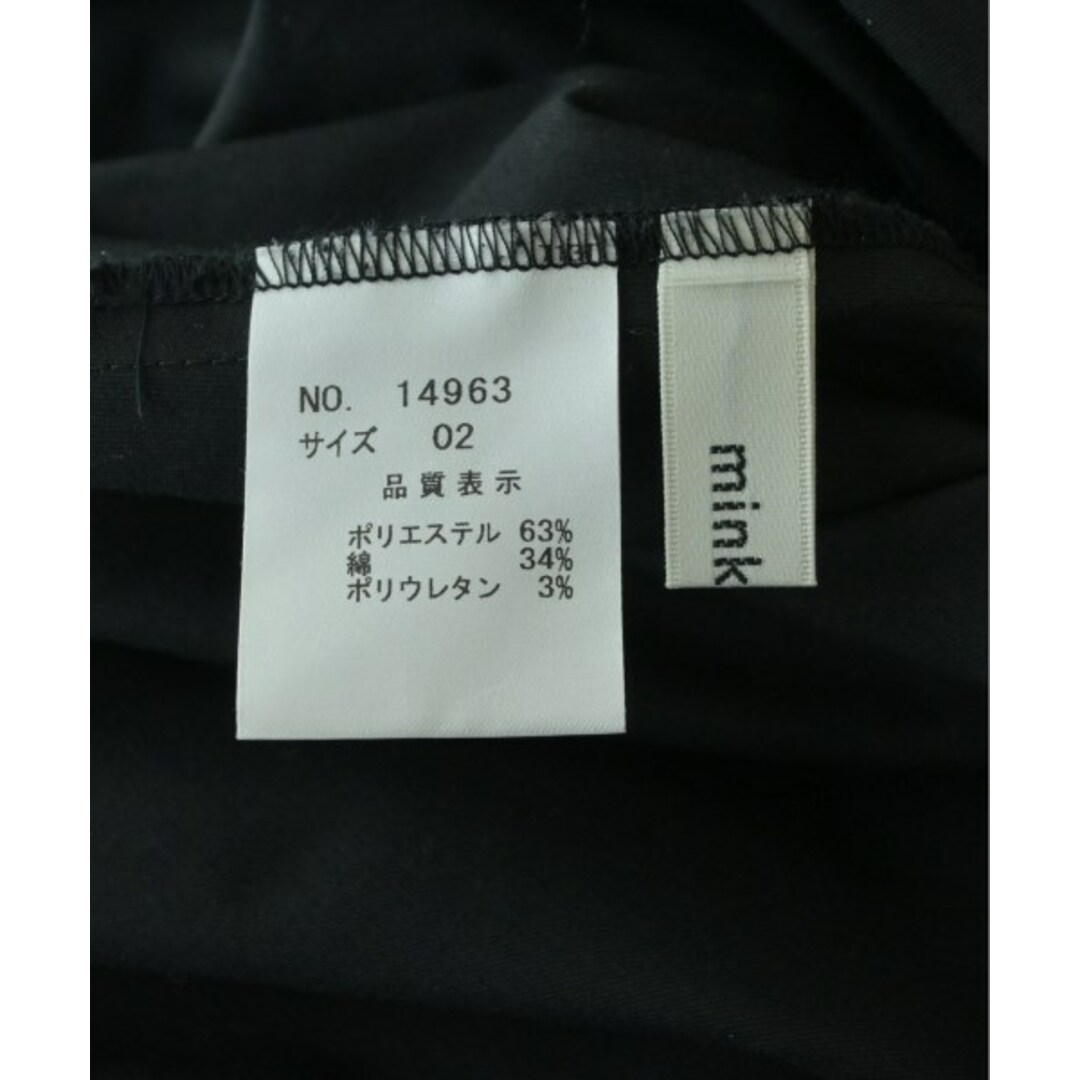 NO. 14963
サイズ 02
品質表示
ポリエステル 63%
綿 34%
ポリウレタン 3%
mink